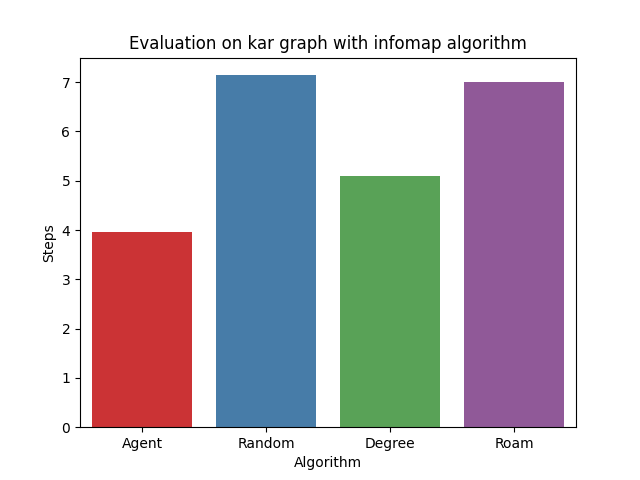 Evaluation on kar graph with infomap algorithm
7
6
5
4
3
2
1
0
Steps
Agent Random Degree Roam
Algorithm